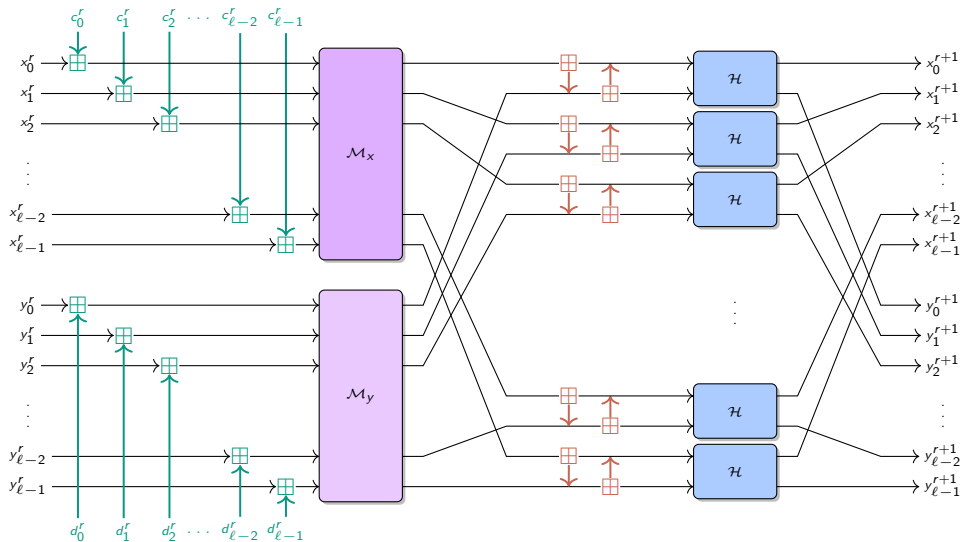 c_0^r c_1^r c_2^r · · · c_{ℓ−2}^r c_{ℓ−1}^r
x_0^r ℋ x_0^{r+1}
x_1^r x_1^{r+1}
x_2^r ℋ x_2^{r+1}
ℳ_x
⋮ ⋮
ℋ
x_{ℓ−2}^r x_{ℓ−2}^{r+1}
x_{ℓ−1}^r x_{ℓ−1}^{r+1}
y_0^r ⋮ y_0^{r+1}
y_1^r y_1^{r+1}
y_2^r y_2^{r+1}
ℳ_y
⋮ ℋ ⋮
y_{ℓ−2}^r y_{ℓ−2}^{r+1}
ℋ
y_{ℓ−1}^r y_{ℓ−1}^{r+1}
d_0^r d_1^r d_2^r · · · d_{ℓ−2}^r d_{ℓ−1}^r